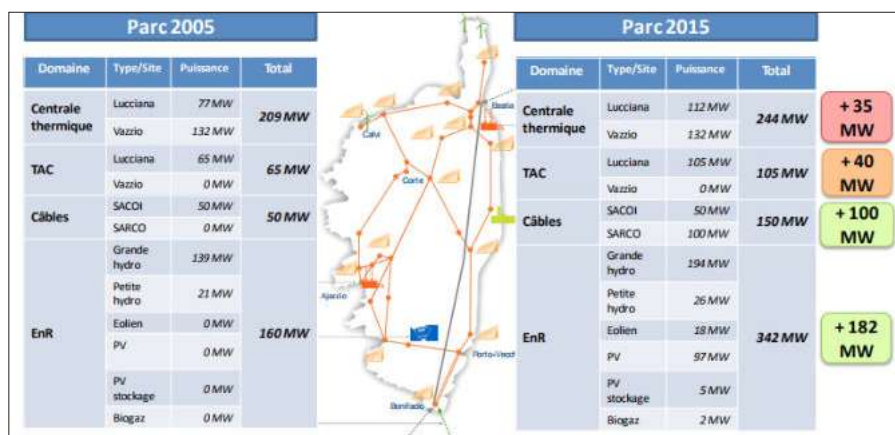 Parc 2005
Domaine Type/Site Puissance Total
Centrale thermique Lucciana 77 MW 209 MW
Vazzio 132 MW
TAC Lucciana 65 MW 65 MW
Vazzio 0 MW
Câbles SACOI 50 MW 50 MW
SARCO 0 MW
EnR Grande hydro 139 MW 160 MW
Petite hydro 21 MW
Eolien 0 MW
PV 0 MW
PV stockage 0 MW
Biogaz 0 MW
Bastia
Calvi
Corte
Ajaccio
Porto-Vecch
Bonifacio
Parc 2015
Domaine Type/Site Puissance Total
Centrale thermique Lucciana 112 MW 244 MW
Vazzio 132 MW
TAC Lucciana 105 MW 105 MW
Vazzio 0 MW
Câbles SACOI 50 MW 150 MW
SARCO 100 MW
EnR Grande hydro 194 MW 342 MW
Petite hydro 26 MW
Eolien 18 MW
PV 97 MW
PV stockage 5 MW
Biogaz 2 MW
+ 35 MW
+ 40 MW
+ 100 MW
+ 182 MW